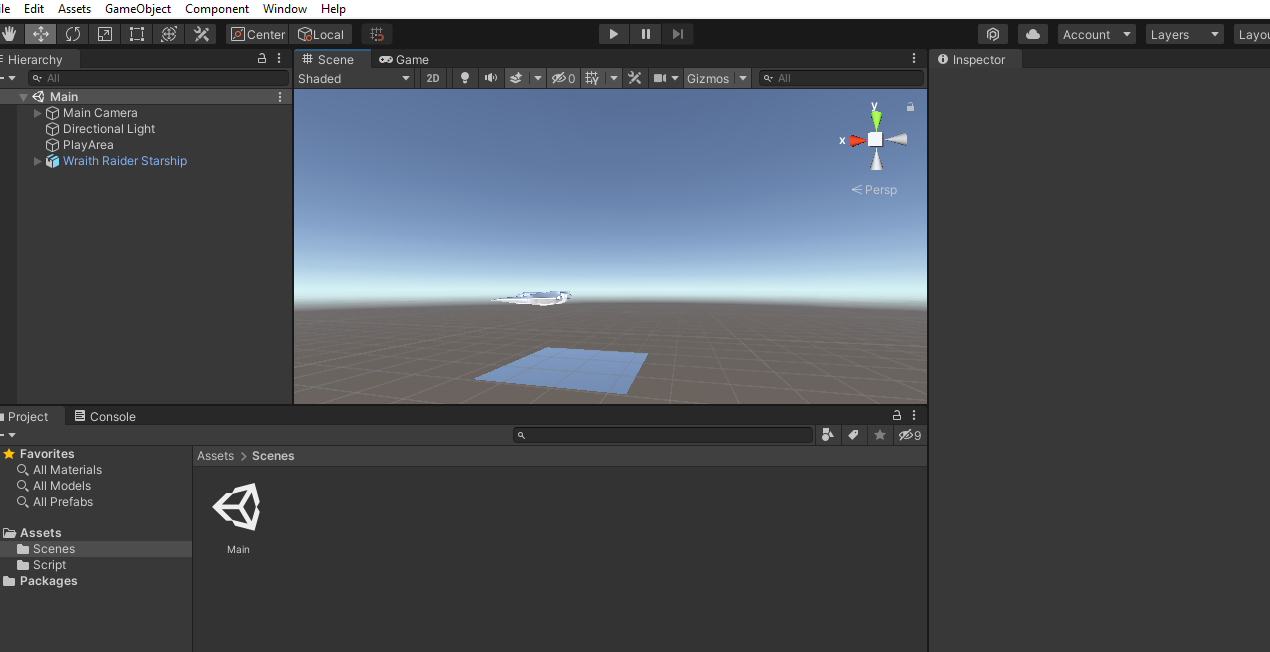 ile Edit Assets GameObject Component Window Help
Center Local Account Layers Layou
Hierarchy
Scene Game
Inspector
All
Shaded 2D 0 Gizmos All
Main
Main Camera
Directional Light
PlayArea
Wraith Raider Starship
y
x
Persp
Project Console
9
Favorites
All Materials
All Models
All Prefabs
Assets
Scenes
Script
Packages
Assets > Scenes
Main